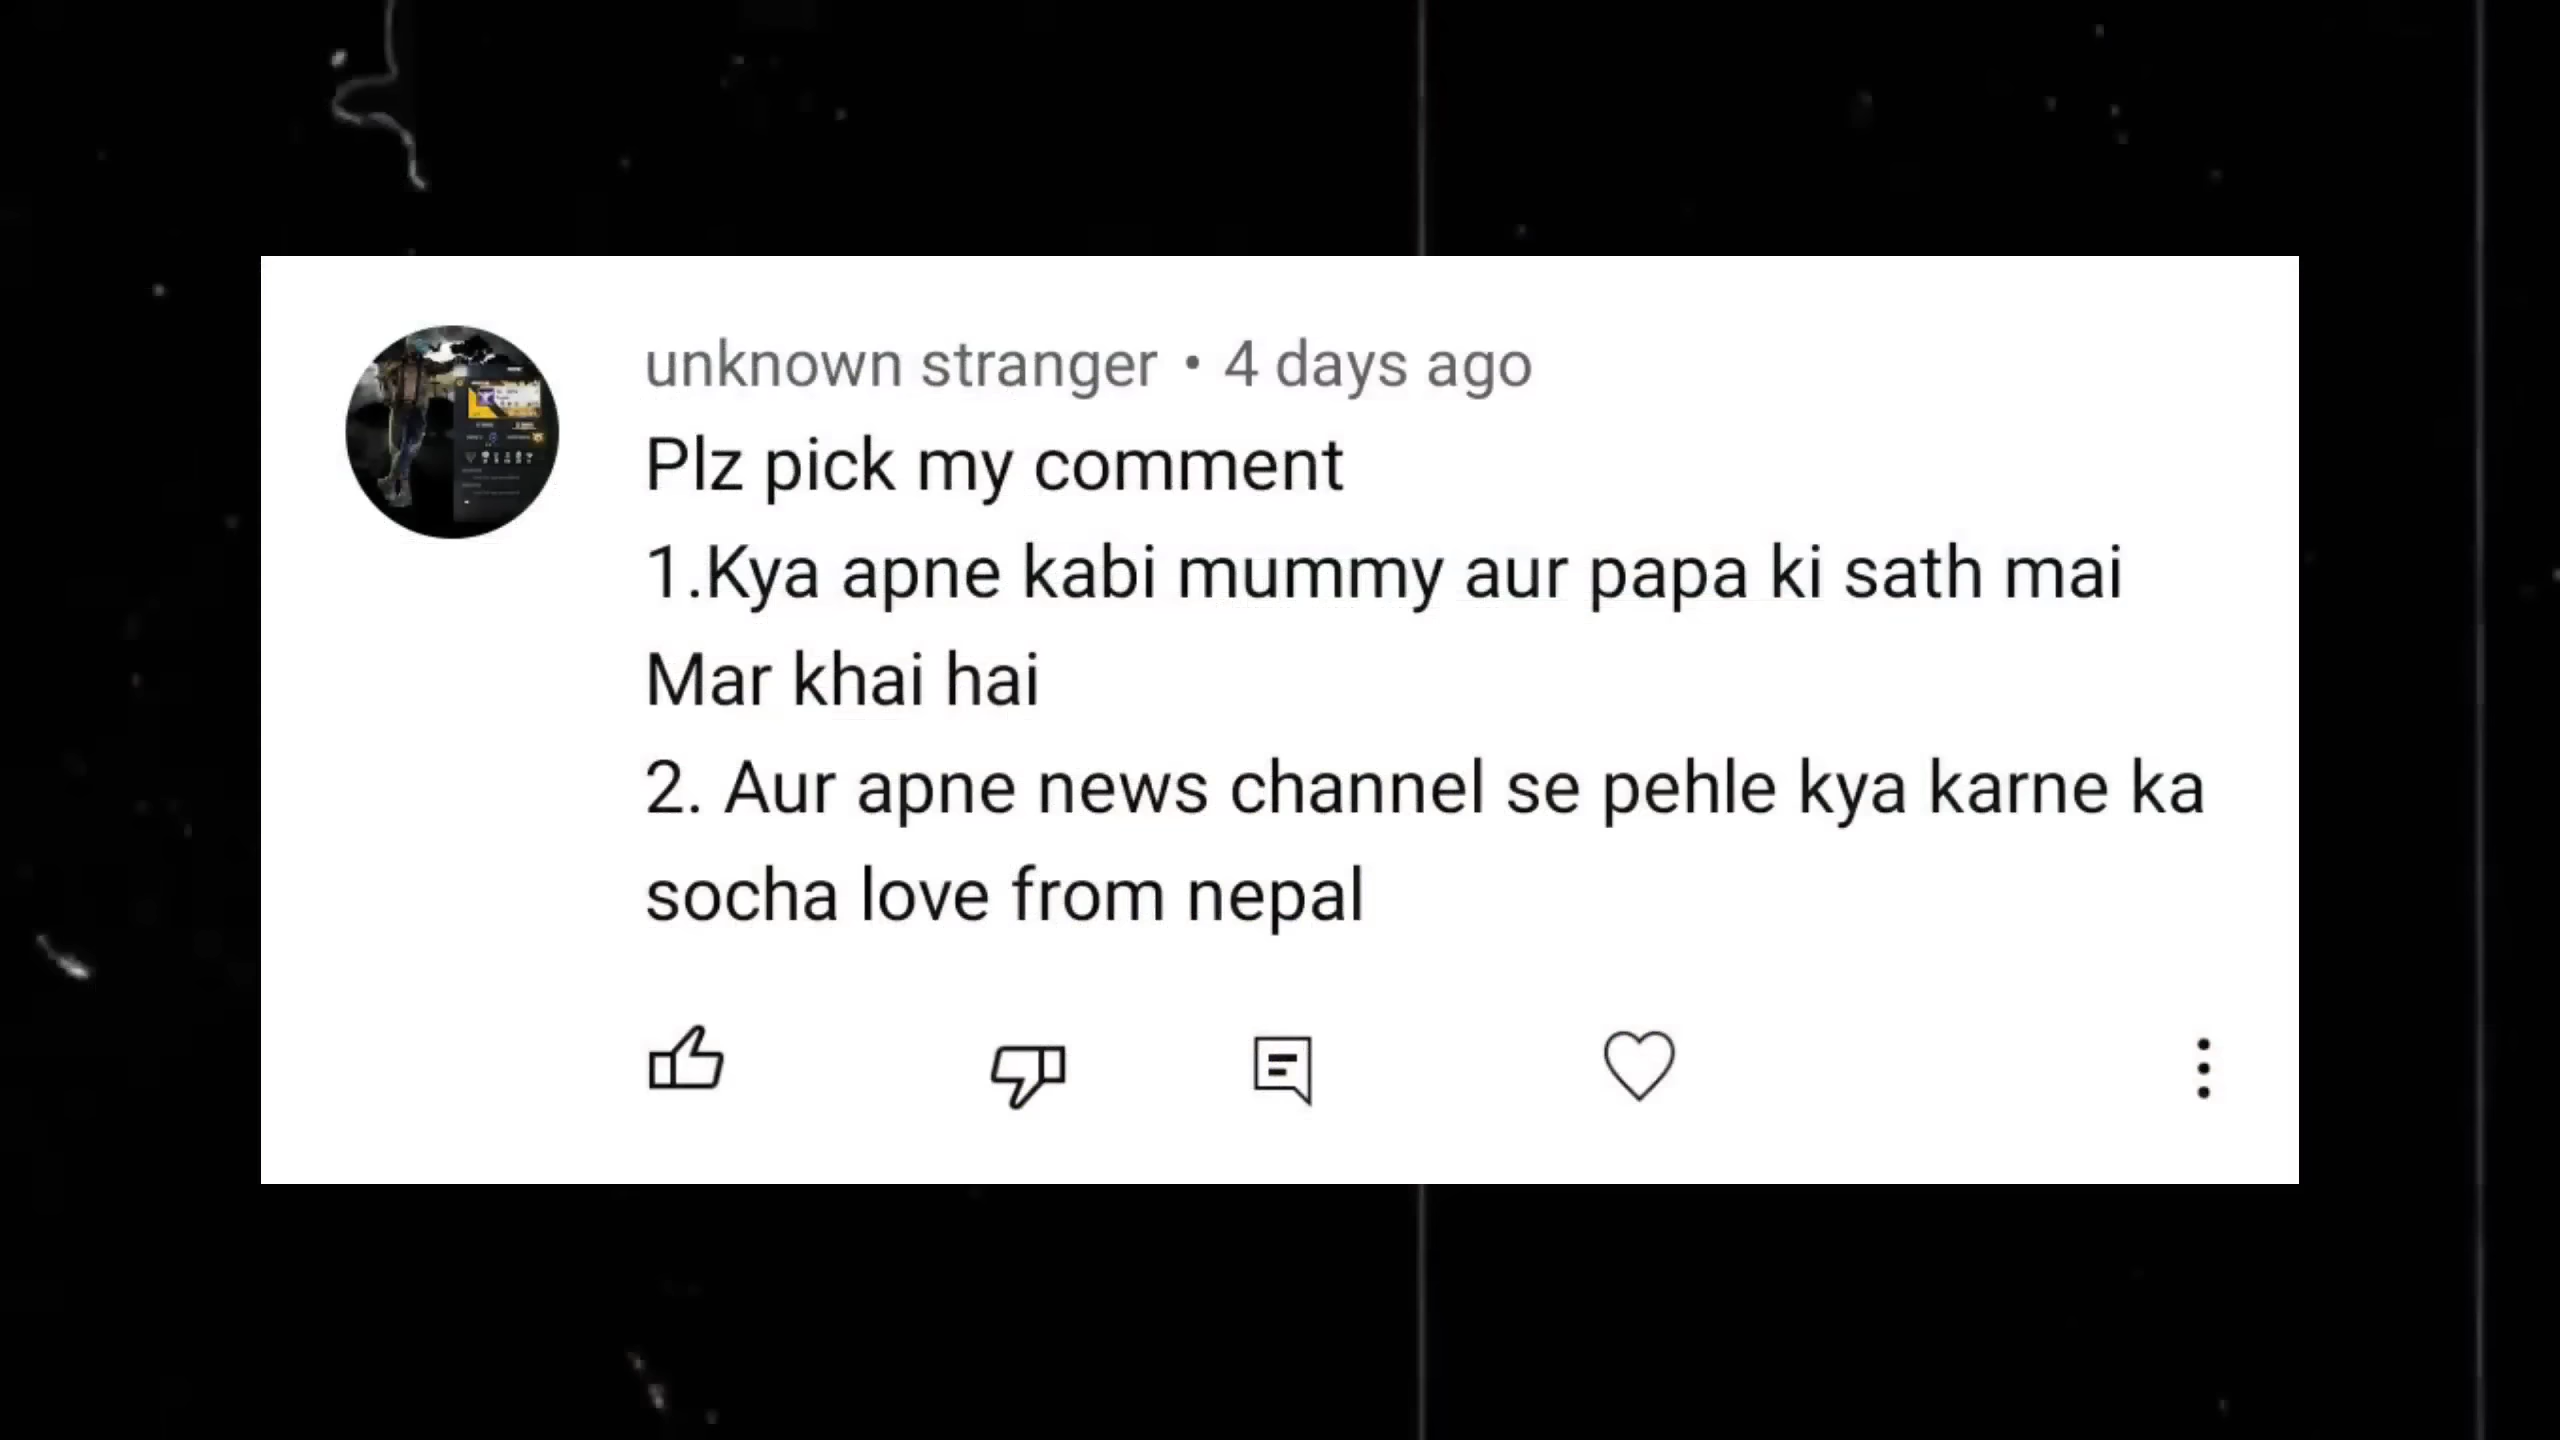 unknown stranger • 4 days ago
Plz pick my comment
1.Kya apne kabi mummy aur papa ki sath mai
Mar khai hai
2. Aur apne news channel se pehle kya karne ka
socha love from nepal